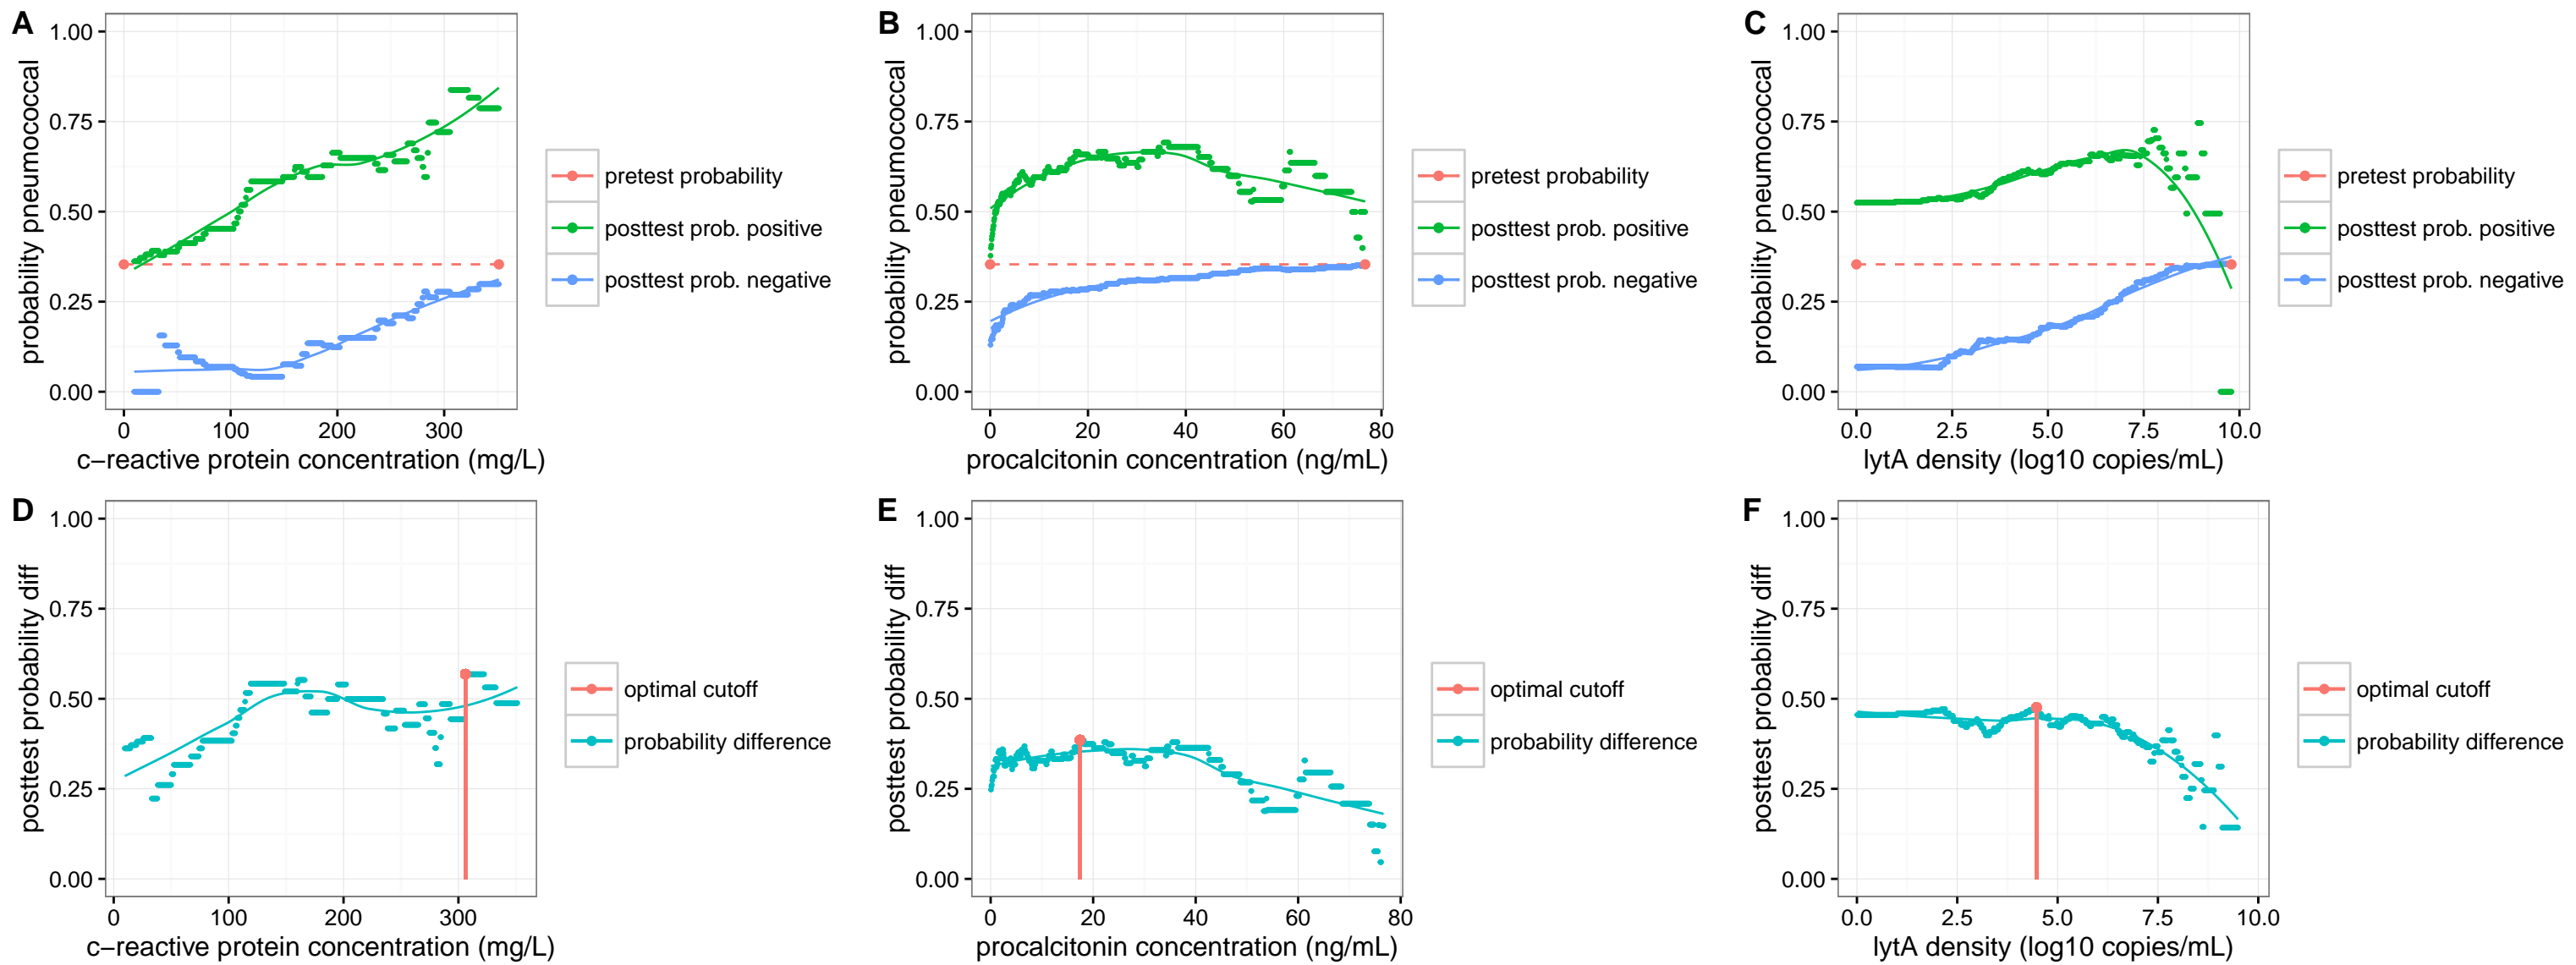 A
1.00
0.75
0.50
0.25
0.00
probability pneumococcal
0
100
200
300
c-reactive protein concentration (mg/L)
pretest probability
posttest prob. positive
posttest prob. negative
B
1.00
0.75
0.50
0.25
0.00
probability pneumococcal
0
20
40
60
80
procalcitonin concentration (ng/mL)
pretest probability
posttest prob. positive
posttest prob. negative
C
1.00
0.75
0.50
0.25
0.00
probability pneumococcal
0.0
2.5
5.0
7.5
10.0
lytA density (log10 copies/mL)
pretest probability
posttest prob. positive
posttest prob. negative
D
1.00
0.75
0.50
0.25
0.00
posttest probability diff
0
100
200
300
c-reactive protein concentration (mg/L)
optimal cutoff
probability difference
E
1.00
0.75
0.50
0.25
0.00
posttest probability diff
0
20
40
60
80
procalcitonin concentration (ng/mL)
optimal cutoff
probability difference
F
1.00
0.75
0.50
0.25
0.00
posttest probability diff
0.0
2.5
5.0
7.5
10.0
lytA density (log10 copies/mL)
optimal cutoff
probability difference